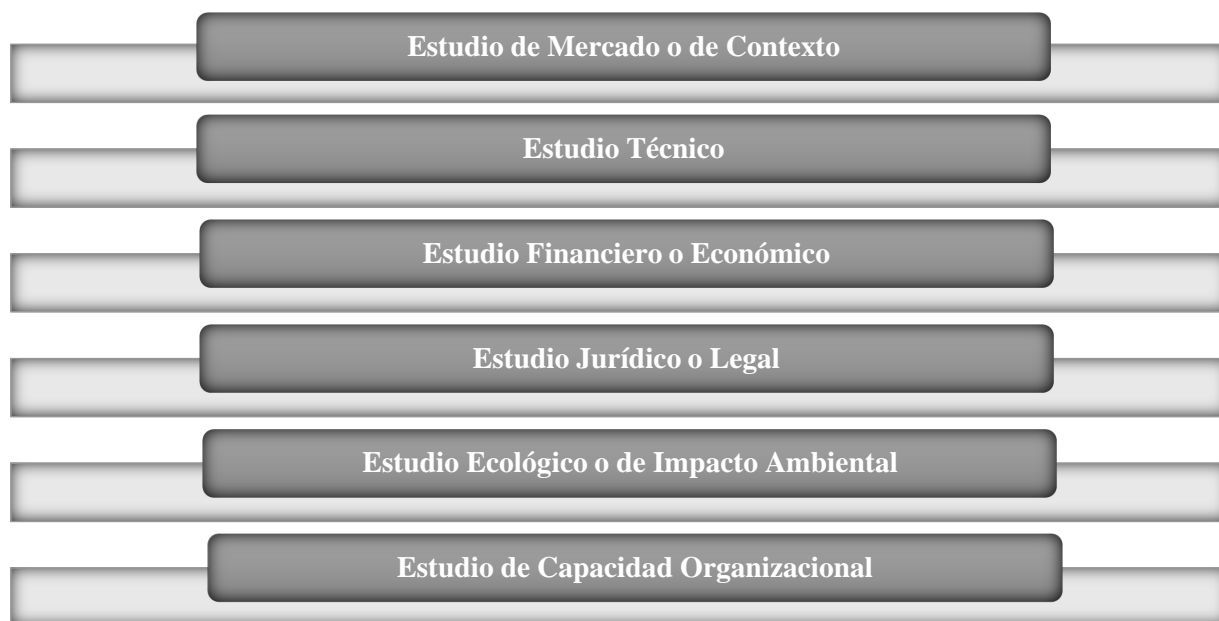 Estudio de Mercado o de Contexto
Estudio Técnico
Estudio Financiero o Económico
Estudio Jurídico o Legal
Estudio Ecológico o de Impacto Ambiental
Estudio de Capacidad Organizacional